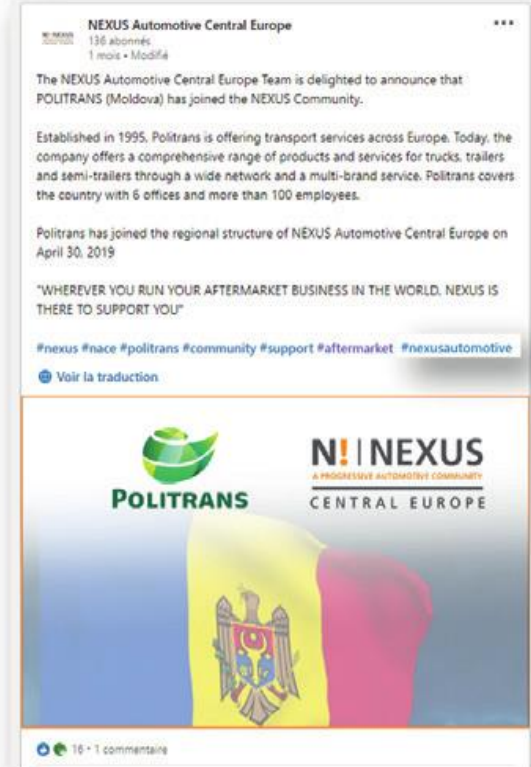 NEXUS Automotive Central Europe
136 abonnés
1 mois • Modifié
The NEXUS Automotive Central Europe Team is delighted to announce that
POLITRANS (Moldova) has joined the NEXUS Community.
Established in 1995, Politrans is offering transport services across Europe. Today, the
company offers a comprehensive range of products and services for trucks, trailers
and semi-trailers through a wide network and a multi-brand service. Politrans covers
the country with 6 offices and more than 100 employees.
Politrans has joined the regional structure of NEXUS Automotive Central Europe on
April 30, 2019
"WHEREVER YOU RUN YOUR AFTERMARKET BUSINESS IN THE WORLD, NEXUS IS
THERE TO SUPPORT YOU"
#nexus #nace #politrans #community #support #aftermarket #nexusautomotive
Voir la traduction
POLITRANS
N! | NEXUS
A PROGRESSIVE AUTOMOTIVE COMMUNITY
CENTRAL EUROPE
16 • 1 commentaire